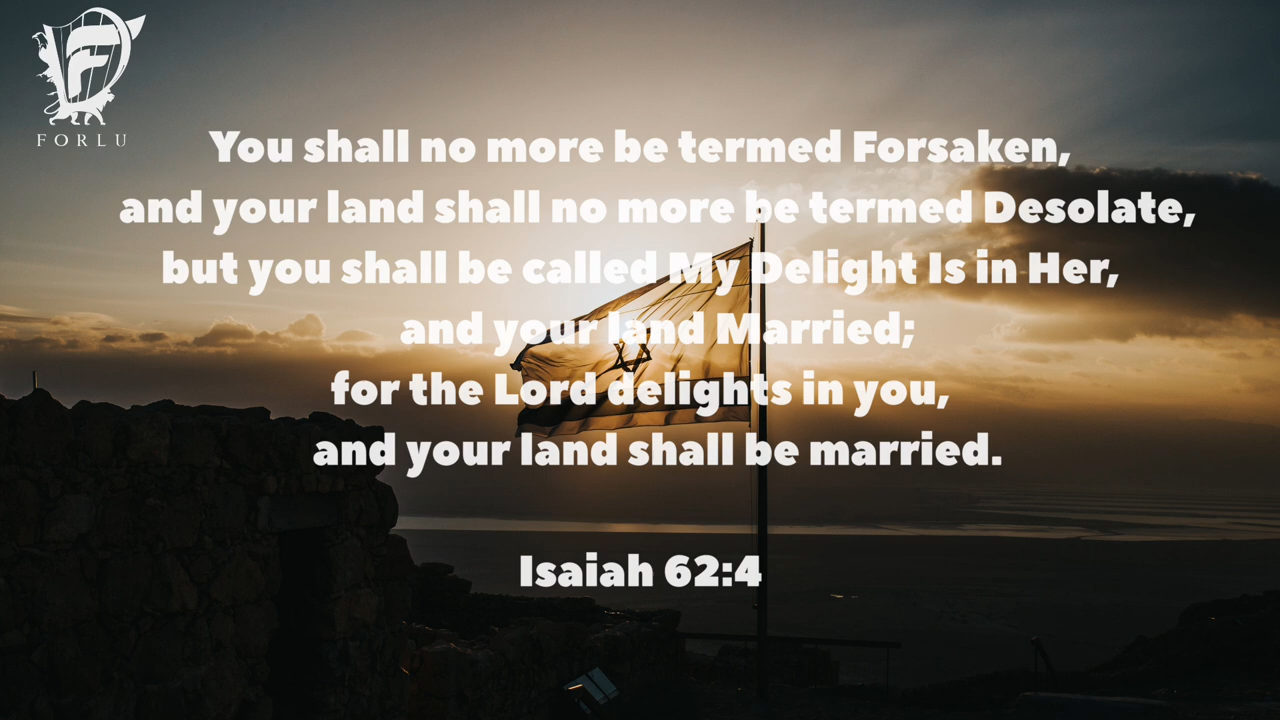 FORLU
You shall no more be termed Forsaken,
and your land shall no more be termed Desolate,
but you shall be called My Delight Is in Her,
and your land Married;
for the Lord delights in you,
and your land shall be married.
Isaiah 62:4